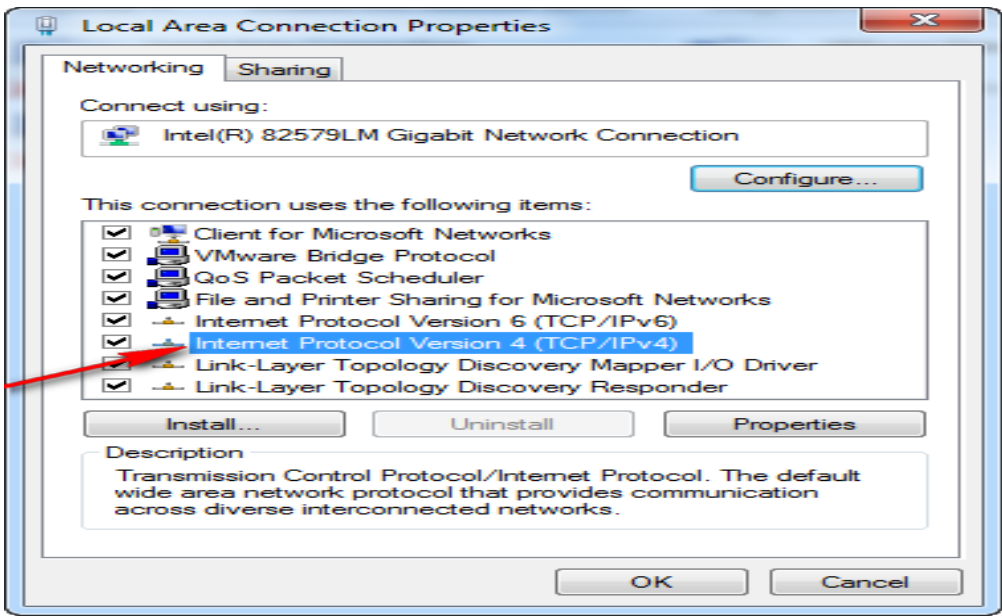 Local Area Connection Properties
Networking
Sharing
Connect using:
Intel(R) 82579LM Gigabit Network Connection
Configure...
This connection uses the following items:
Client for Microsoft Networks
VMware Bridge Protocol
QoS Packet Scheduler
File and Printer Sharing for Microsoft Networks
Internet Protocol Version 6 (TCP/IPv6)
Internet Protocol Version 4 (TCP/IPv4)
Link-Layer Topology Discovery Mapper I/O Driver
Link-Layer Topology Discovery Responder
Install...
Uninstall
Properties
Description
Transmission Control Protocol/Internet Protocol. The default
wide area network protocol that provides communication
across diverse interconnected networks.
OK
Cancel